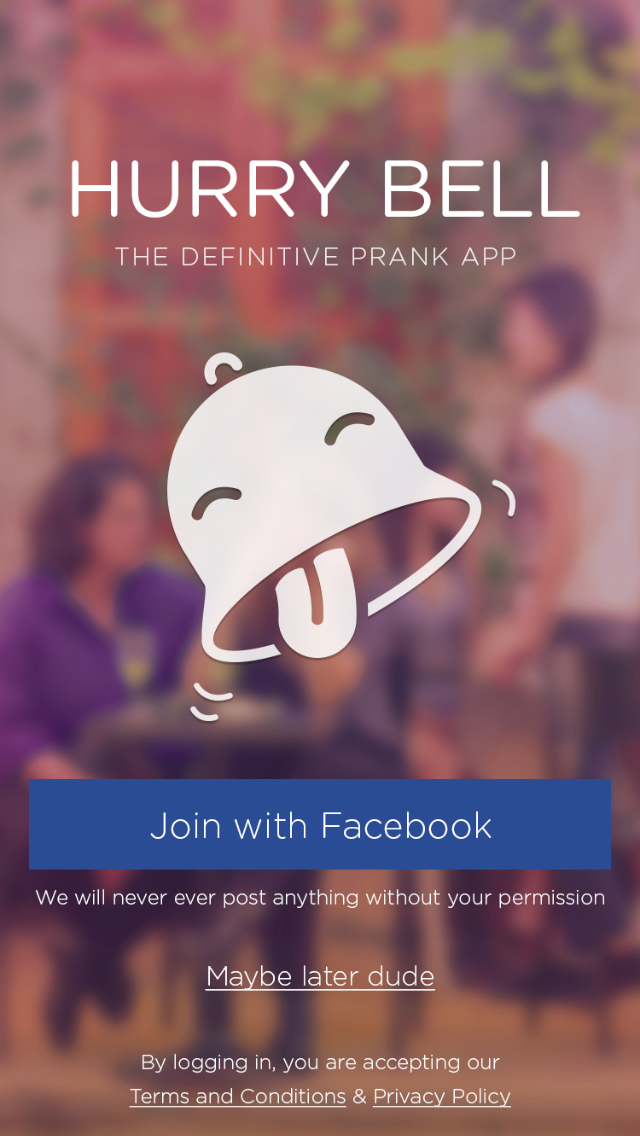 HURRY BELL
THE DEFINITIVE PRANK APP
Join with Facebook
We will never ever post anything without your permission
Maybe later dude
By logging in, you are accepting our
Terms and Conditions & Privacy Policy